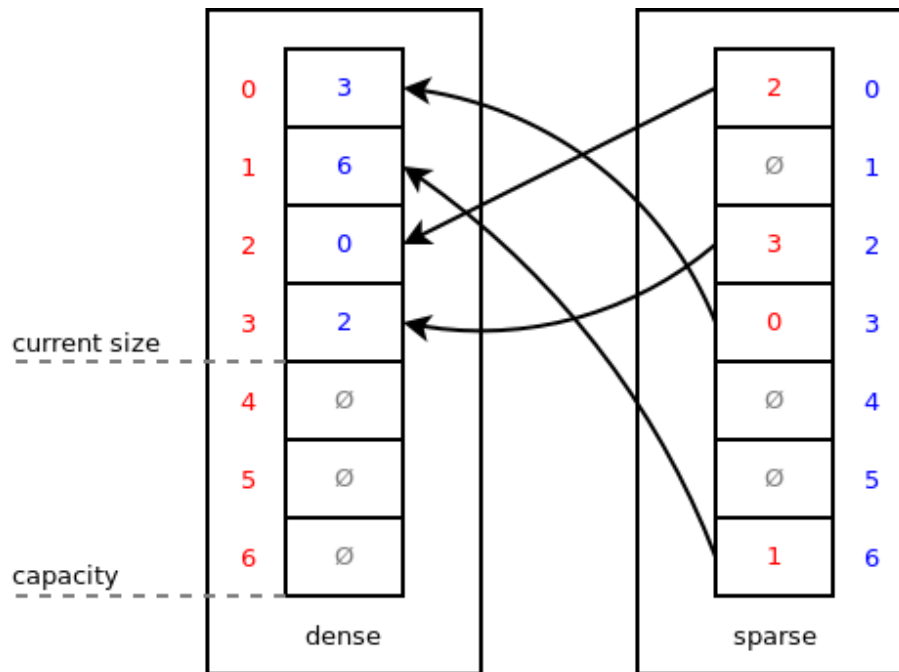 0 3 2 0
1 6 Ø 1
2 0 3 2
3 2 0 3
current size
4 Ø Ø 4
5 Ø Ø 5
6 Ø 1 6
capacity
dense sparse